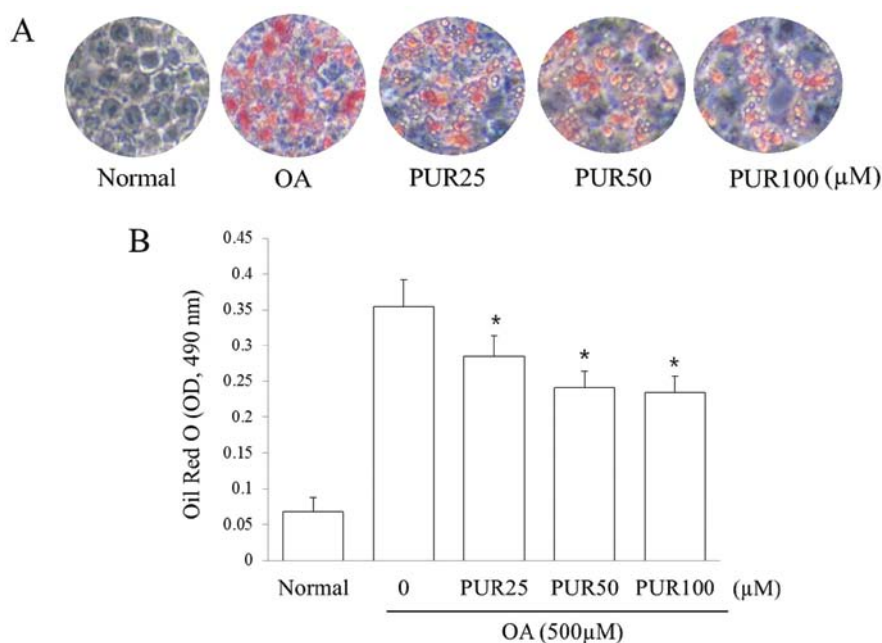 A
Normal OA PUR25 PUR50 PUR100 (µM)
B
Oil Red O (OD, 490 nm)
0.45
0.4
0.35
0.3
0.25
0.2
0.15
0.1
0.05
0
* * *
Normal 0 PUR25 PUR50 PUR100 (µM)
OA (500µM)